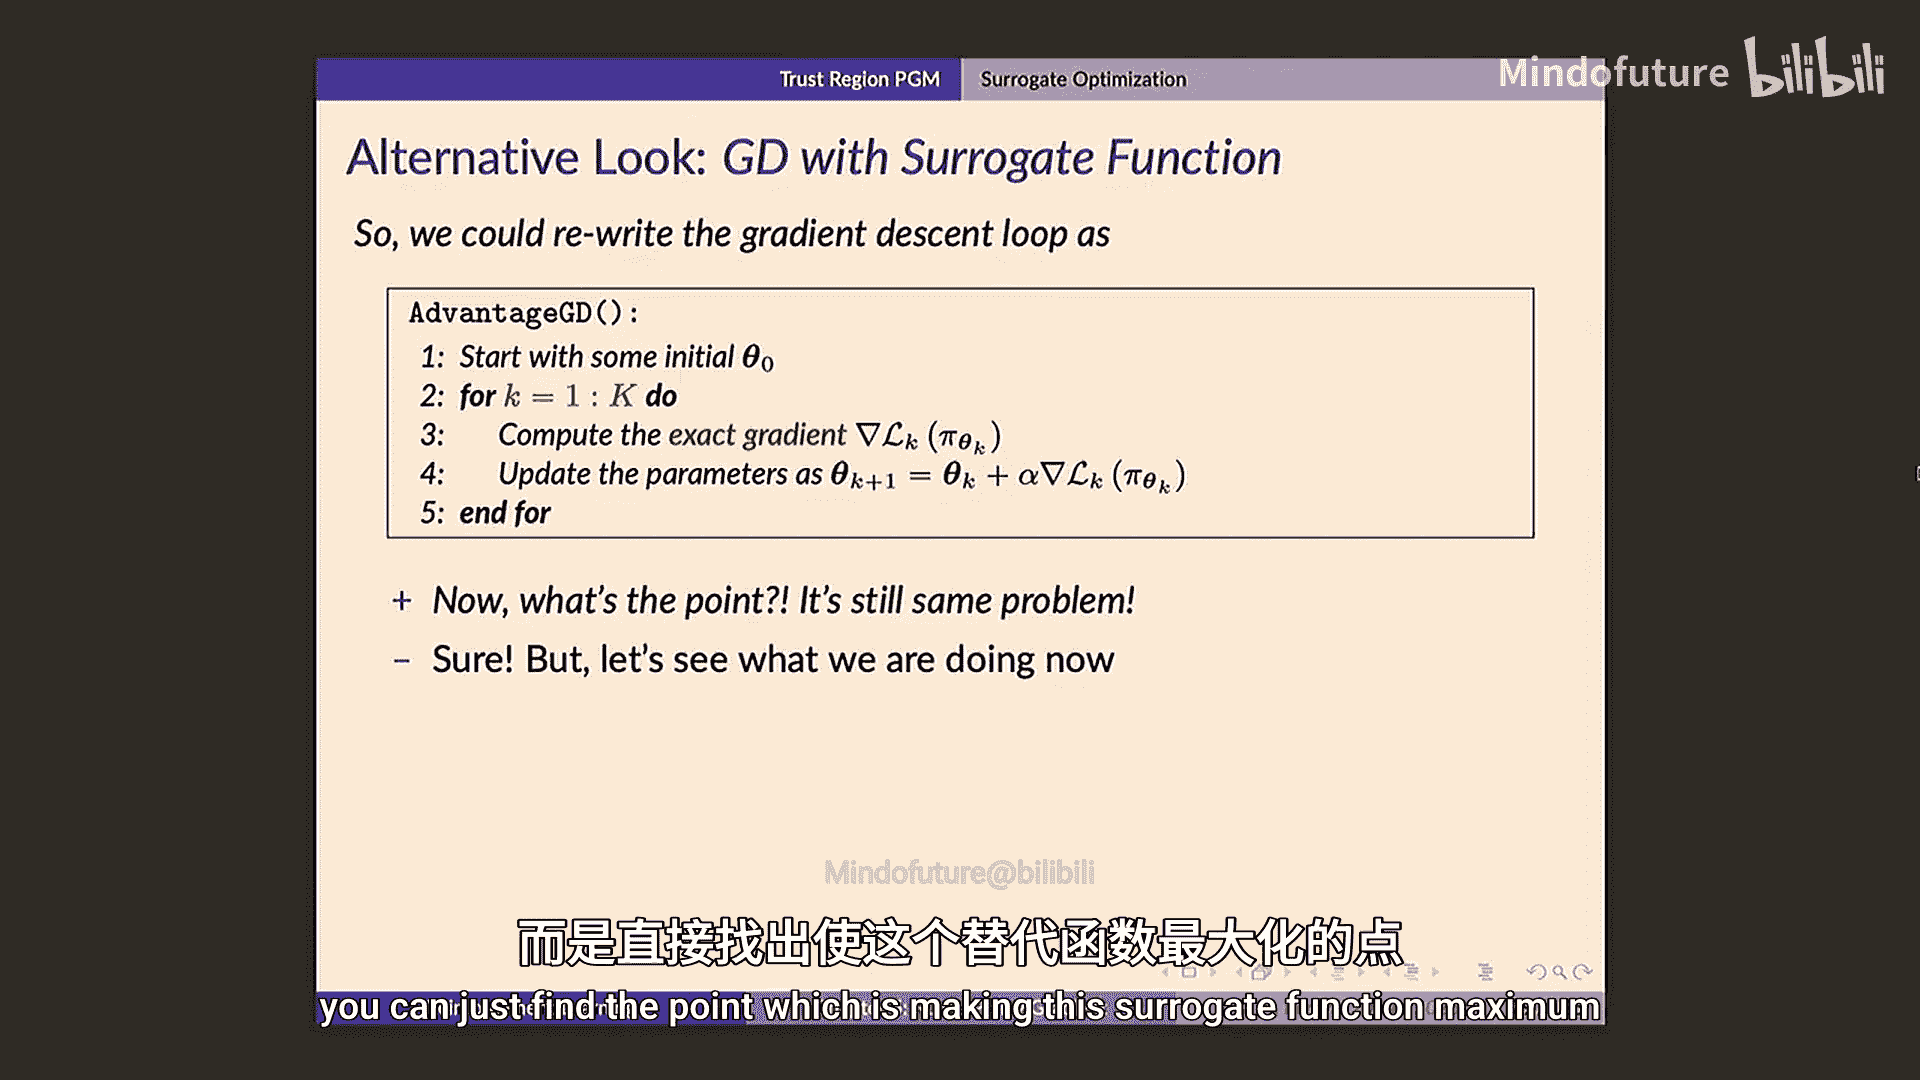 Trust Region PGM Surrogate Optimization
Mindofuture bilibili
Alternative Look: GD with Surrogate Function
So, we could re-write the gradient descent loop as
AdvantageGD():
1: Start with some initial θ₀
2: for k = 1 : K do
3: Compute the exact gradient ∇ℒₖ (π_θₖ)
4: Update the parameters as θₖ₊₁ = θₖ + α∇ℒₖ (π_θₖ)
5: end for
+ Now, what's the point?! It's still same problem!
− Sure! But, let's see what we are doing now
Mindofuture@bilibili
而是直接找出使这个替代函数最大化的点
you can just find the point which is making this surrogate function maximum